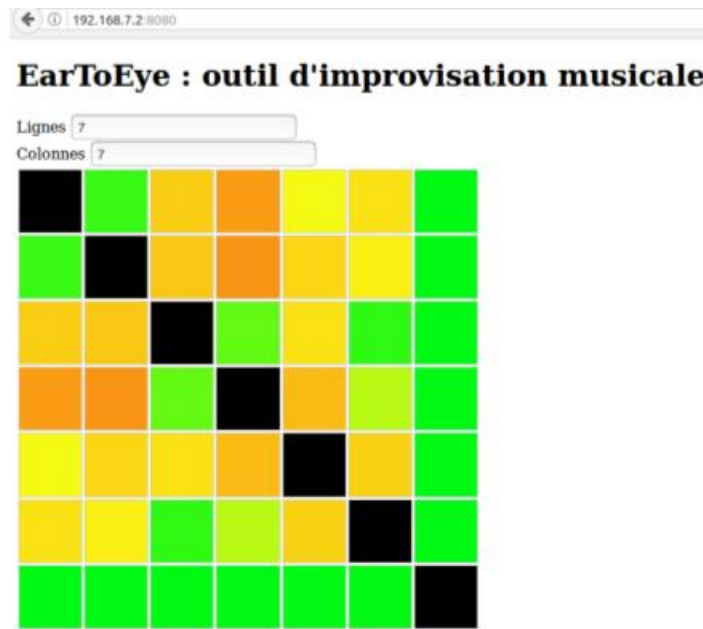 192.168.7.2:8080
EarToEye : outil d'improvisation musicale
Lignes 7
Colonnes 7